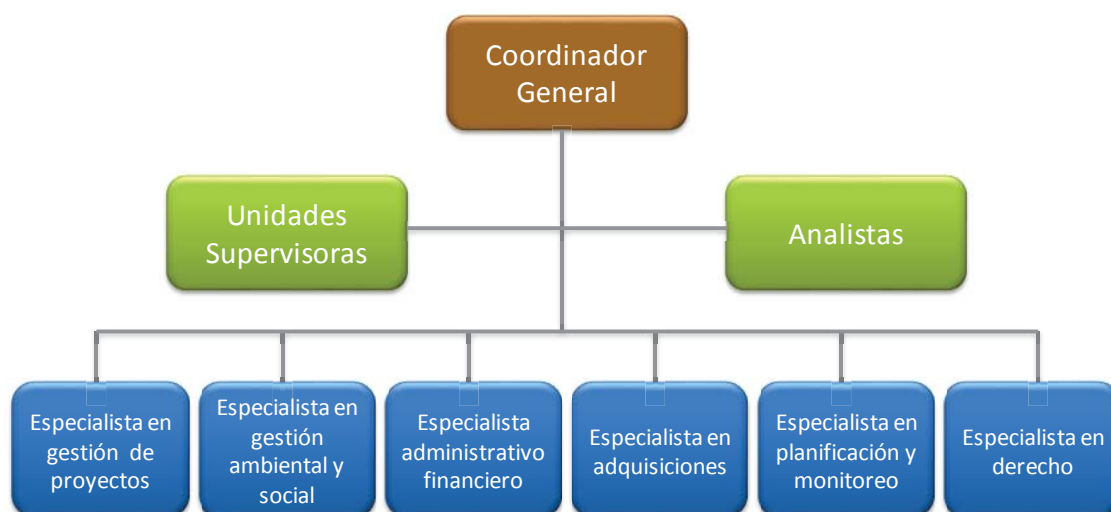 Coordinador
General
Unidades
Supervisoras
Analistas
Especialista en
gestión de
proyectos
Especialista en
gestión
ambiental y
social
Especialista
administrativo
financiero
Especialista en
adquisiciones
Especialista en
planificación y
monitoreo
Especialista en
derecho